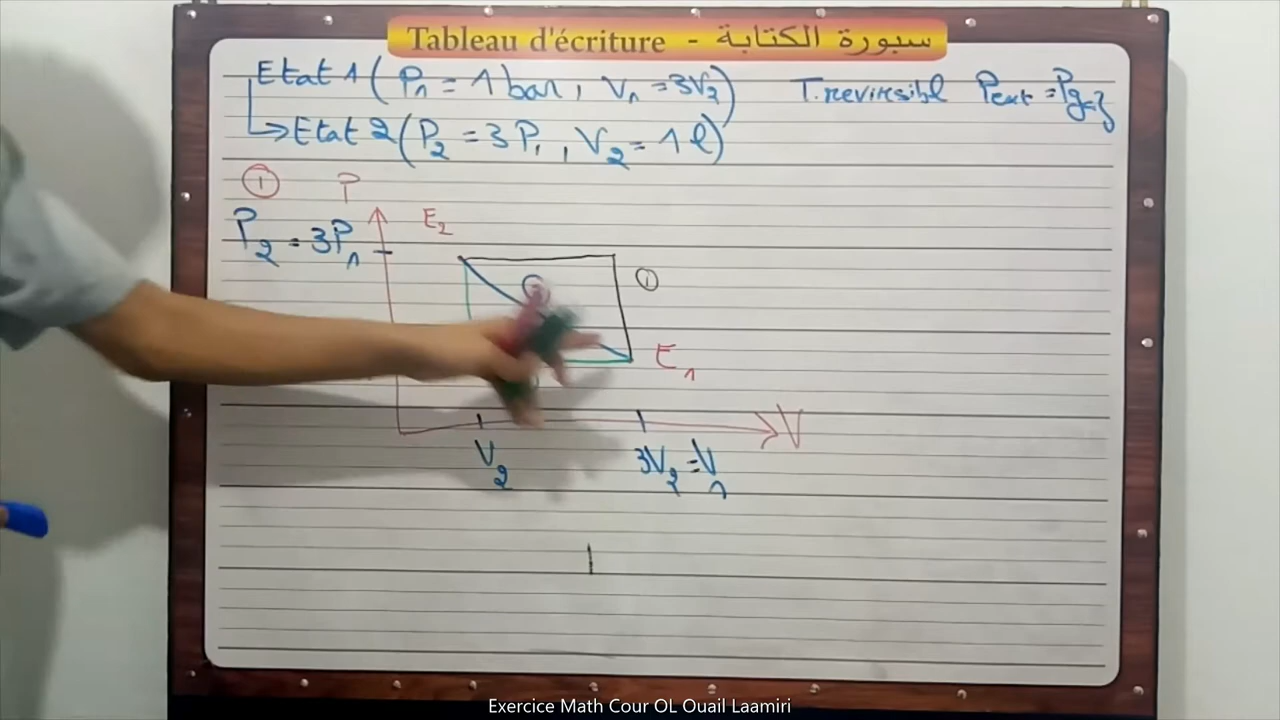 Tableau d'écriture - سبورة الكتابة
Etat 1 ( P₁ = 1 bar, V₁ = 3V₂ ) T. reversibl Pext = Pgaz
Etat 2 ( P₂ = 3P₁, V₂ = 1 l )
① P
P₂ = 3P₁ E₂
①
E₁
V
V₂ 3V₂ = V₁
Exercice Math Cour OL Ouail Laamiri